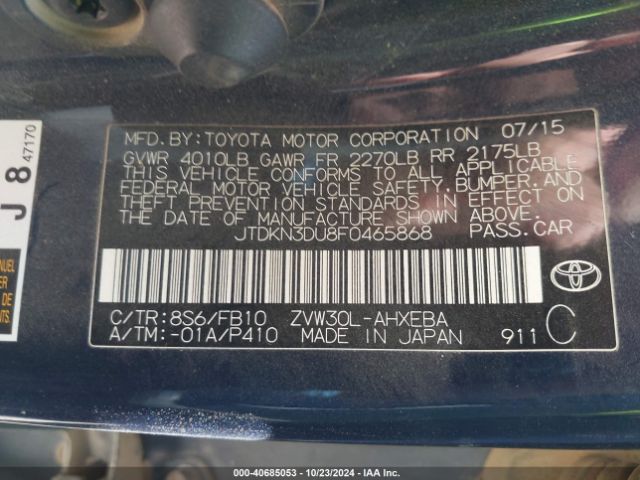 MFD. BY: TOYOTA MOTOR CORPORATION 07/15
GVWR 4010LB GAWR FR 2270LB RR 2175LB
THIS VEHICLE CONFORMS TO ALL APPLICABLE
FEDERAL MOTOR VEHICLE SAFETY, BUMPER, AND
THEFT PREVENTION STANDARDS IN EFFECT ON
THE DATE OF MANUFACTURE SHOWN ABOVE.
JTDKN3DU8F0465868 PASS.CAR
C/TR:8S6/FB10 ZVW30L-AHXEBA
A/TM:-01A/P410 MADE IN JAPAN 911 C
J 8 47170
MANUEL
DE
000-40685053 - 10/23/2024 - IAA Inc.